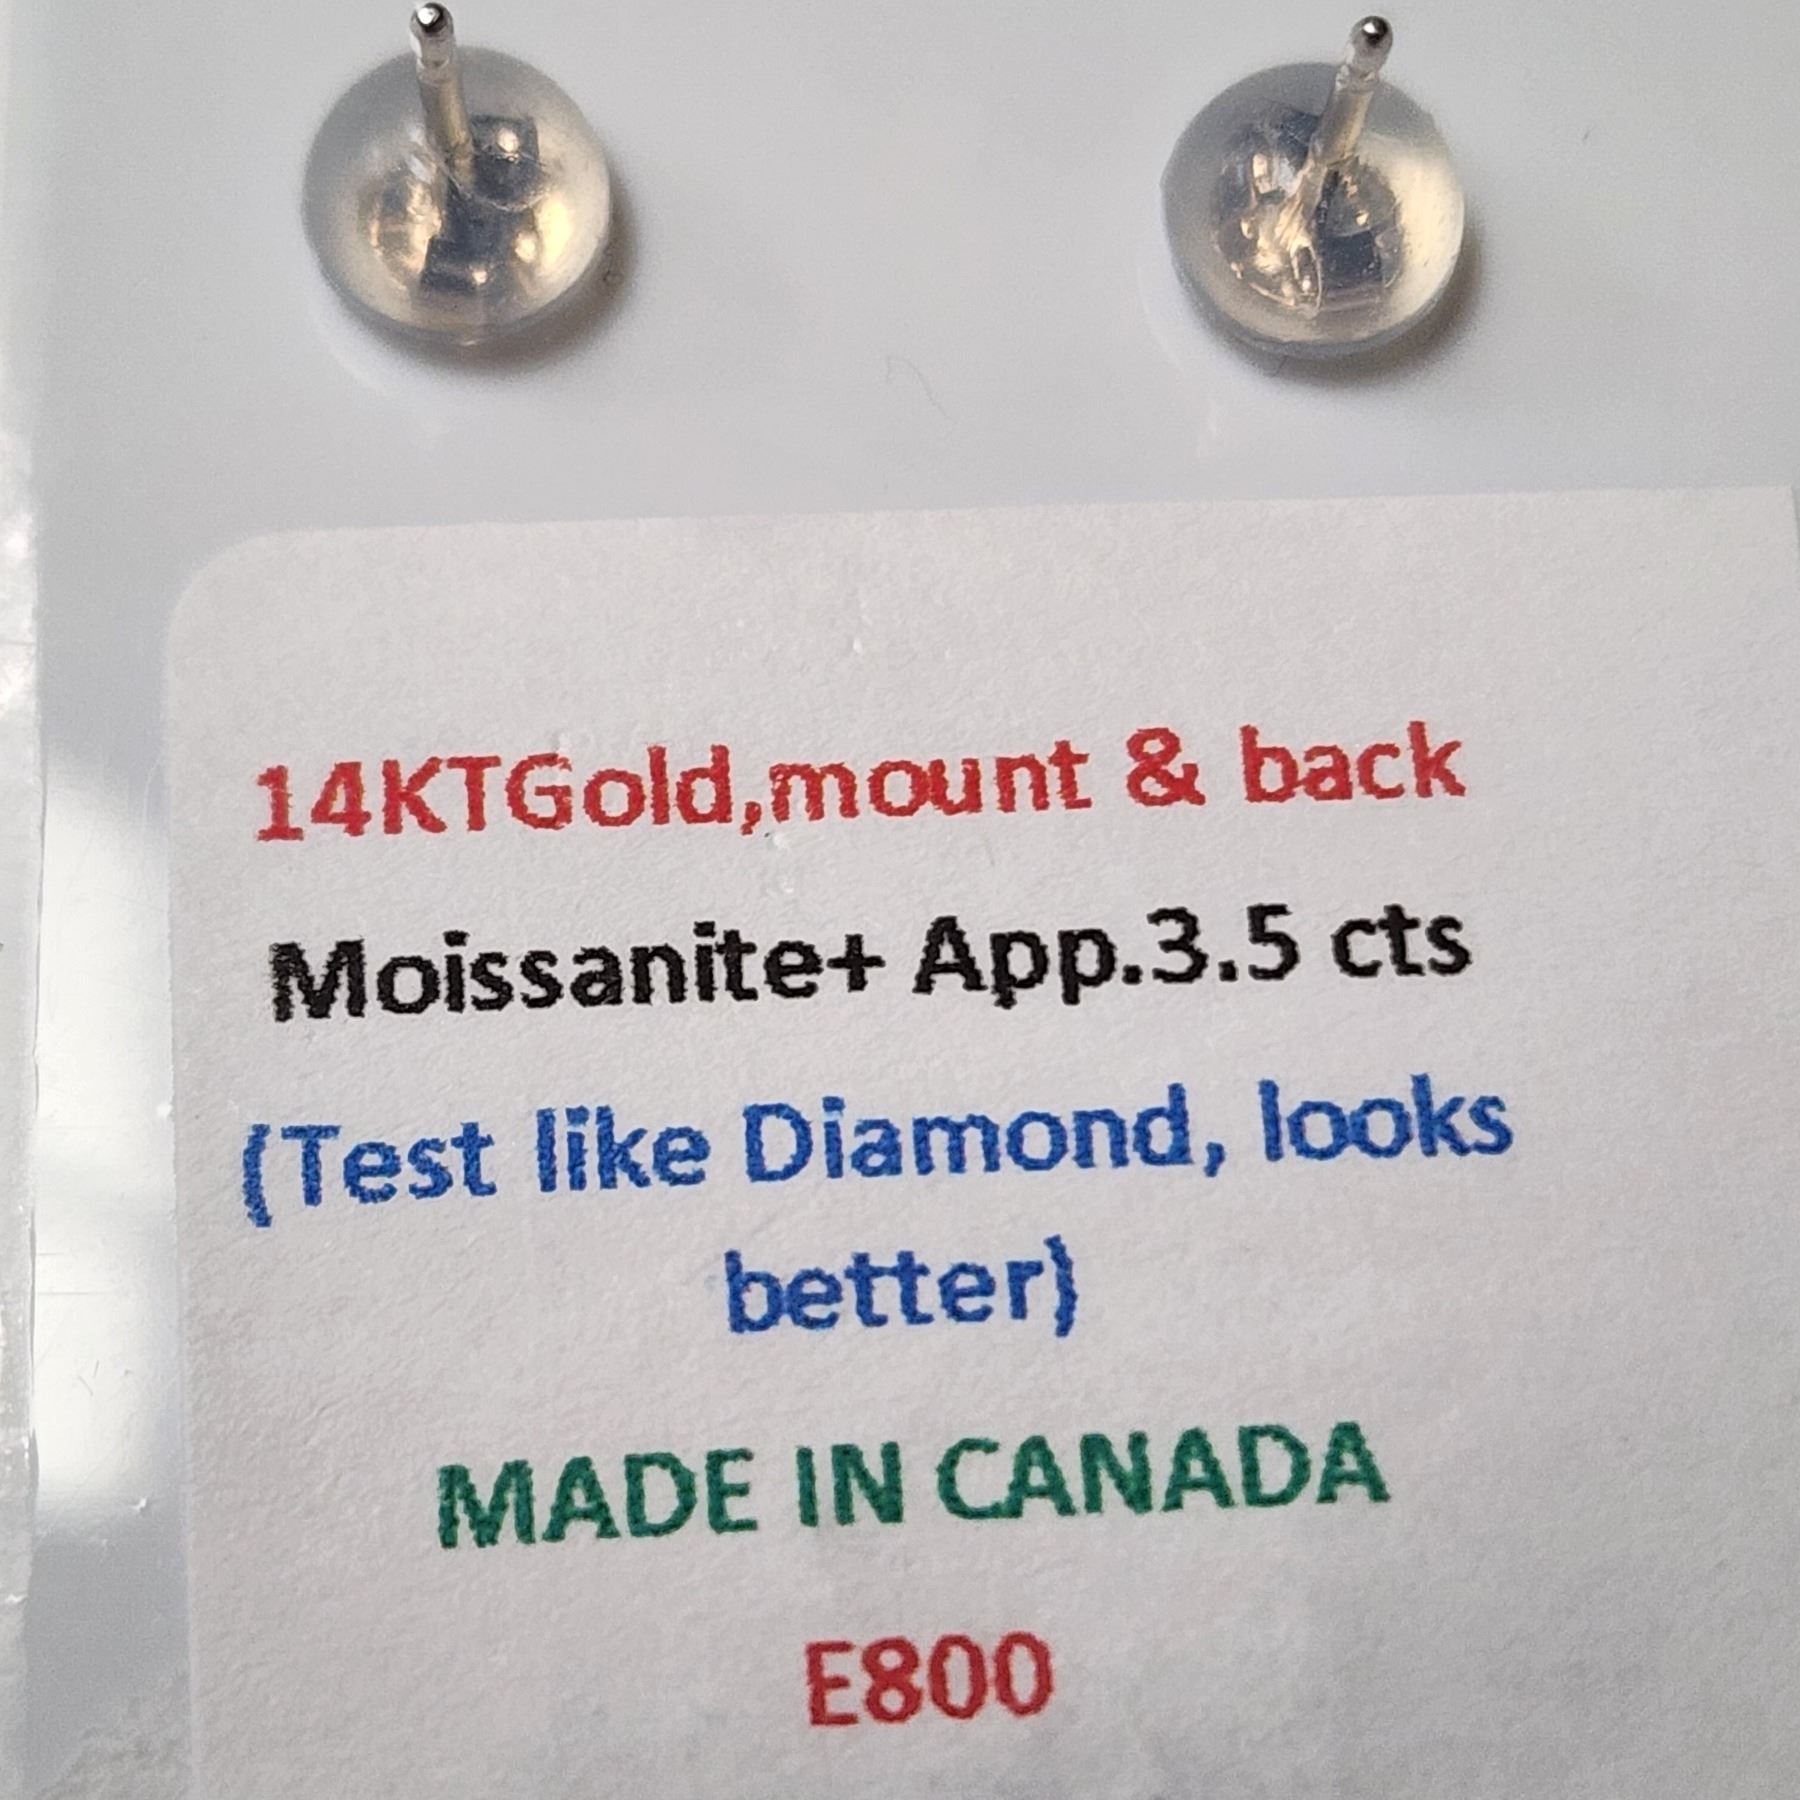 14KTGold,mount & back
Moissanite+ App.3.5 cts
(Test like Diamond, looks
better)
MADE IN CANADA
E800